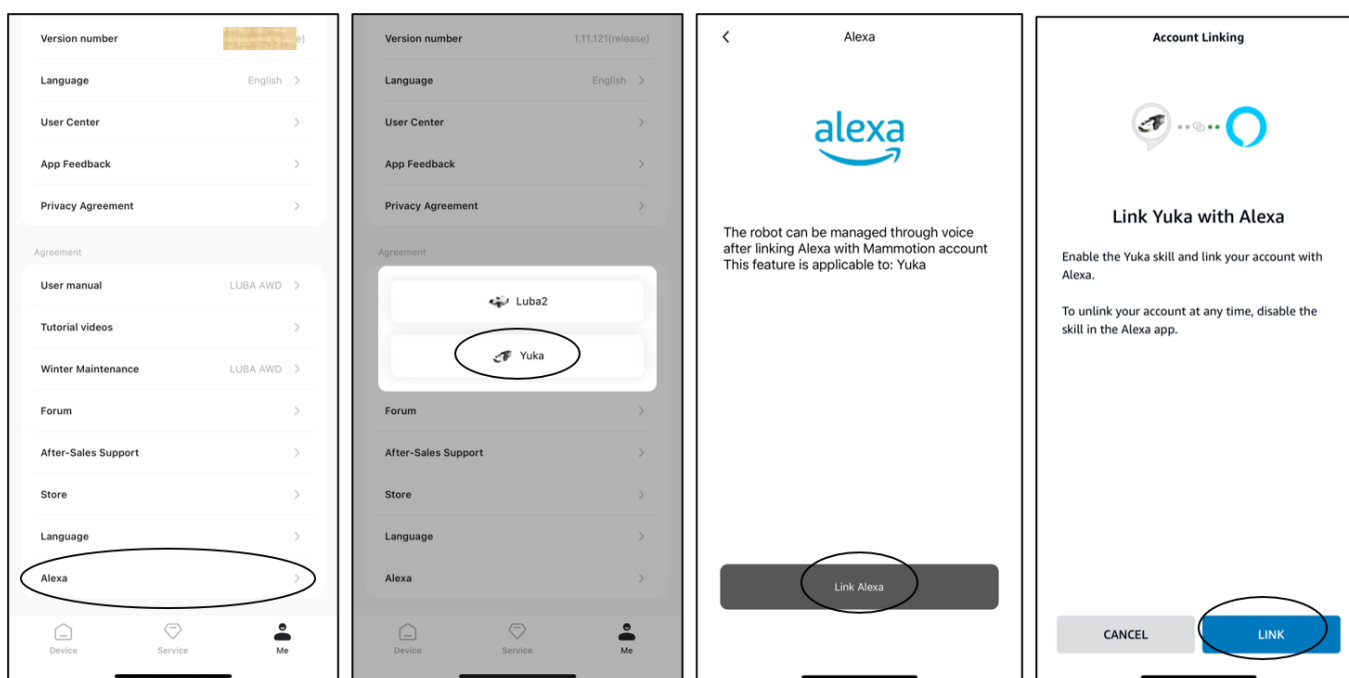 Version number
e)
Language English
User Center
App Feedback
Privacy Agreement
Agreement
User manual LUBA AWD
Tutorial videos
Winter Maintenance LUBA AWD
Forum
After-Sales Support
Store
Language
Alexa
Device Service Me
Version number 1.11.121(release)
Language English
User Center
App Feedback
Privacy Agreement
Agreement
Luba2
Yuka
Forum
After-Sales Support
Store
Language
Alexa
Device Service Me
Alexa
alexa
The robot can be managed through voice
after linking Alexa with Mammotion account
This feature is applicable to: Yuka
Link Alexa
Account Linking
Link Yuka with Alexa
Enable the Yuka skill and link your account with
Alexa.
To unlink your account at any time, disable the
skill in the Alexa app.
CANCEL LINK